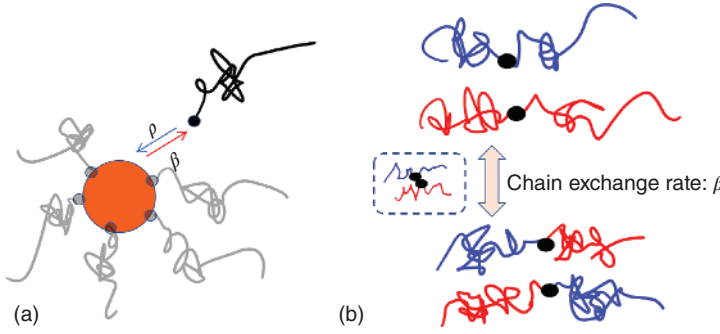 ρ
β
Chain exchange rate: β
(a)
(b)